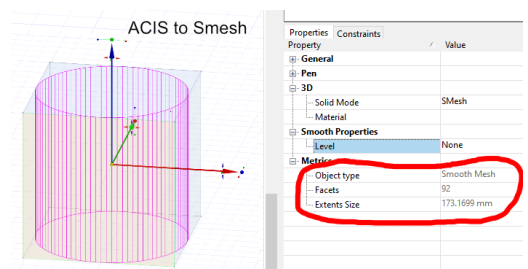 ACIS to Smesh
Properties Constraints
Property Value
General
Pen
3D
Solid Mode SMesh
Material
Smooth Properties
Level None
Metrics
Object type Smooth Mesh
Facets 92
Extents Size 173.1699 mm